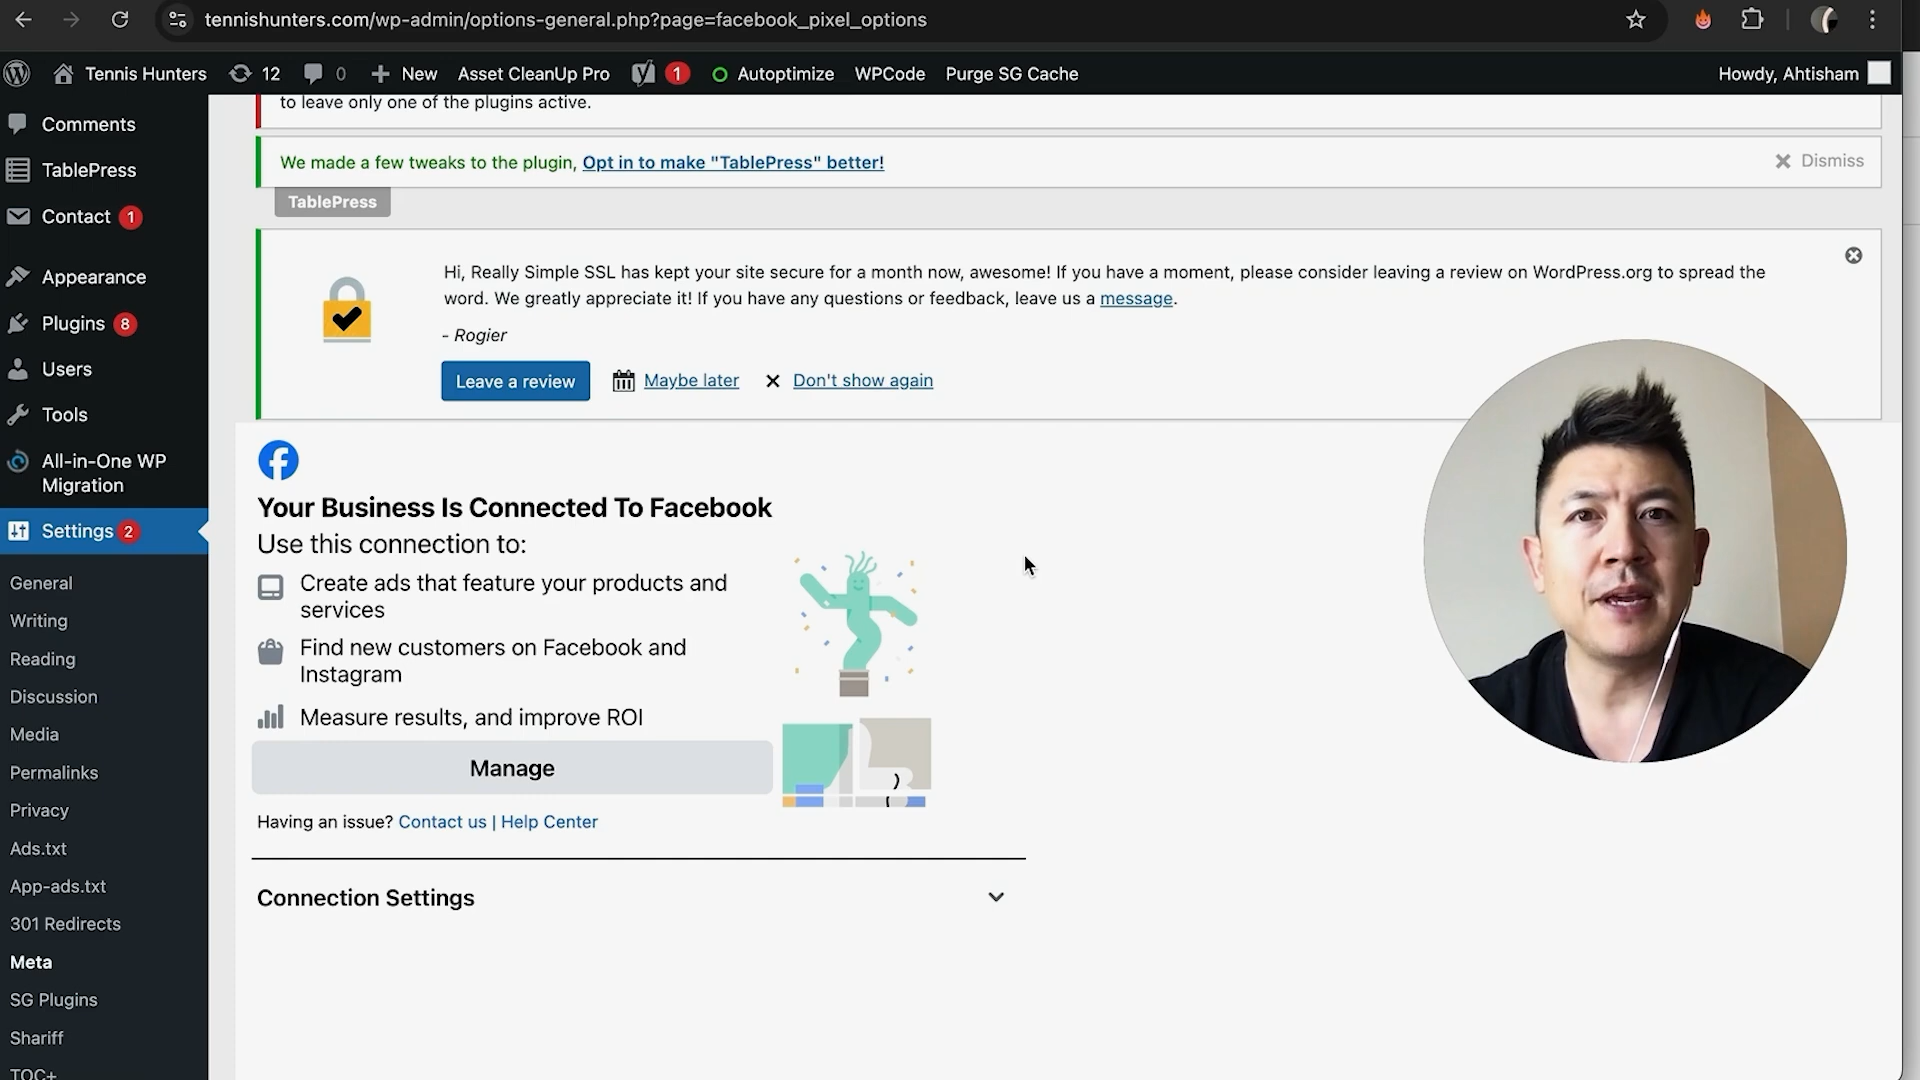 tennishunters.com/wp-admin/options-general.php?page=facebook_pixel_options
Tennis Hunters 12 0 New Asset CleanUp Pro 1 Autoptimize WPCode Purge SG Cache Howdy, Ahtisham
Comments
TablePress
Contact 1
Appearance
Plugins 8
Users
Tools
All-in-One WP
Migration
Settings 2
General
Writing
Reading
Discussion
Media
Permalinks
Privacy
Ads.txt
App-ads.txt
301 Redirects
Meta
SG Plugins
Shariff
TOC+
to leave only one of the plugins active.
We made a few tweaks to the plugin, Opt in to make "TablePress" better! Dismiss
TablePress
Hi, Really Simple SSL has kept your site secure for a month now, awesome! If you have a moment, please consider leaving a review on WordPress.org to spread the
word. We greatly appreciate it! If you have any questions or feedback, leave us a message.
- Rogier
Leave a review Maybe later Don't show again
Your Business Is Connected To Facebook
Use this connection to:
Create ads that feature your products and
services
Find new customers on Facebook and
Instagram
Measure results, and improve ROI
Manage
Having an issue? Contact us | Help Center
Connection Settings